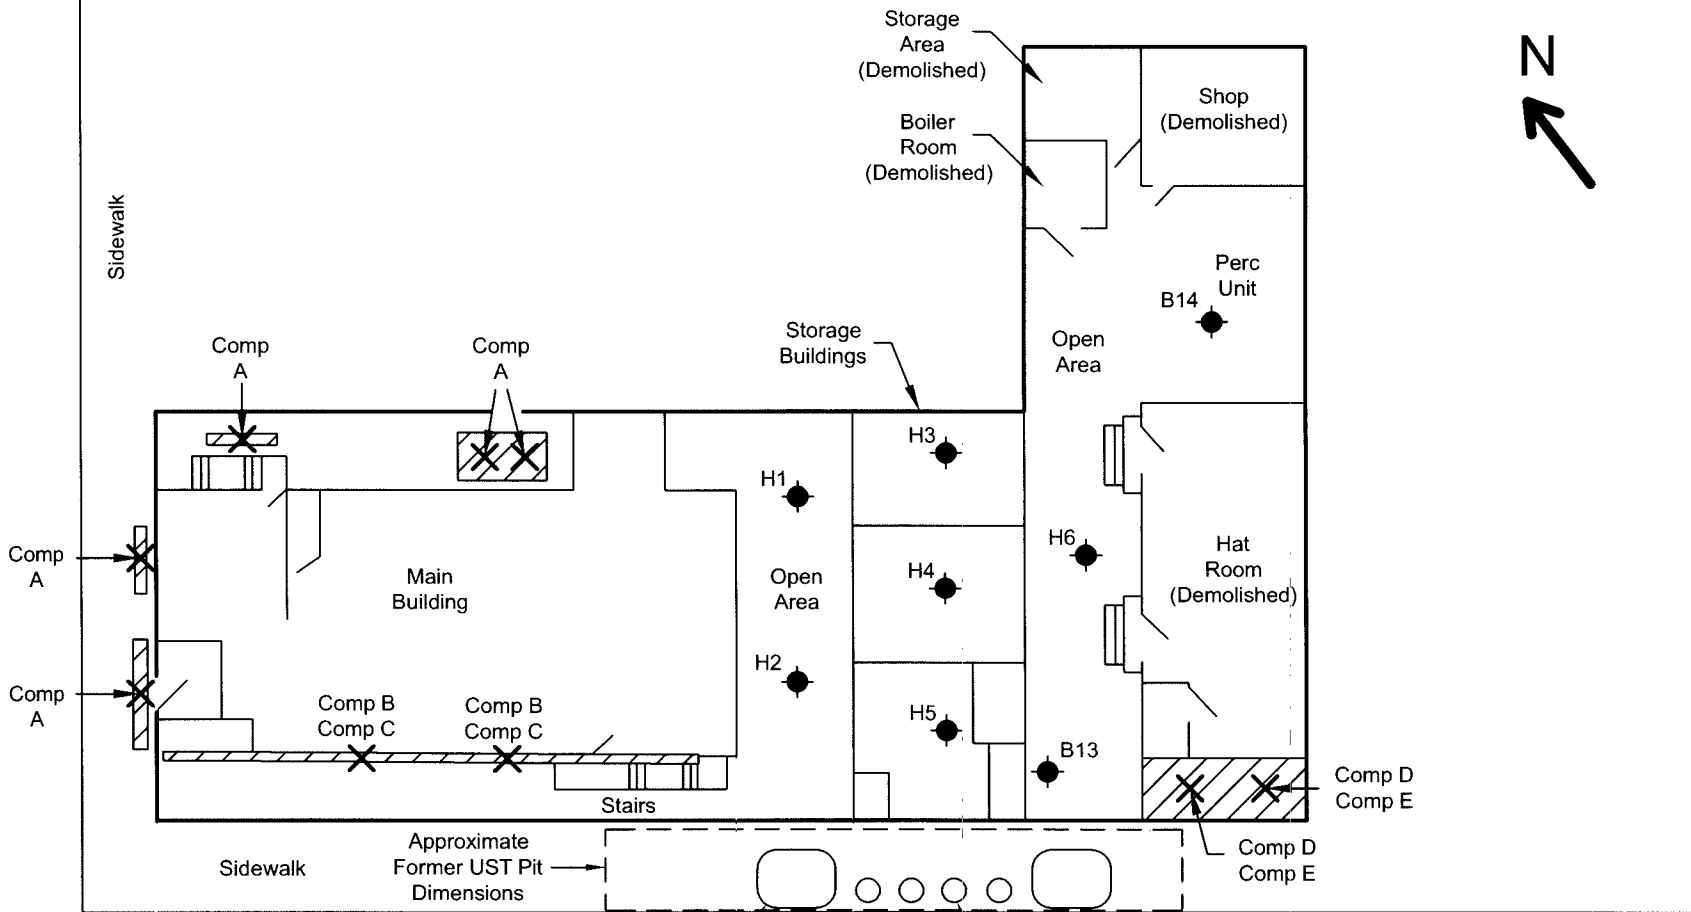 Storage
Area
(Demolished)
N
Shop
(Demolished)
Boiler
Room
(Demolished)
Sidewalk
Perc
Unit
B14
Storage
Buildings
Open
Area
Comp
A
Comp
A
H3
H1
H6
Comp
A
Main
Building
Open
Area
H4
Hat
Room
(Demolished)
H2
Comp
A
Comp B
Comp C
Comp B
Comp C
H5
B13
Stairs
Comp D
Comp E
Sidewalk
Approximate
Former UST Pit
Dimensions
Comp D
Comp E